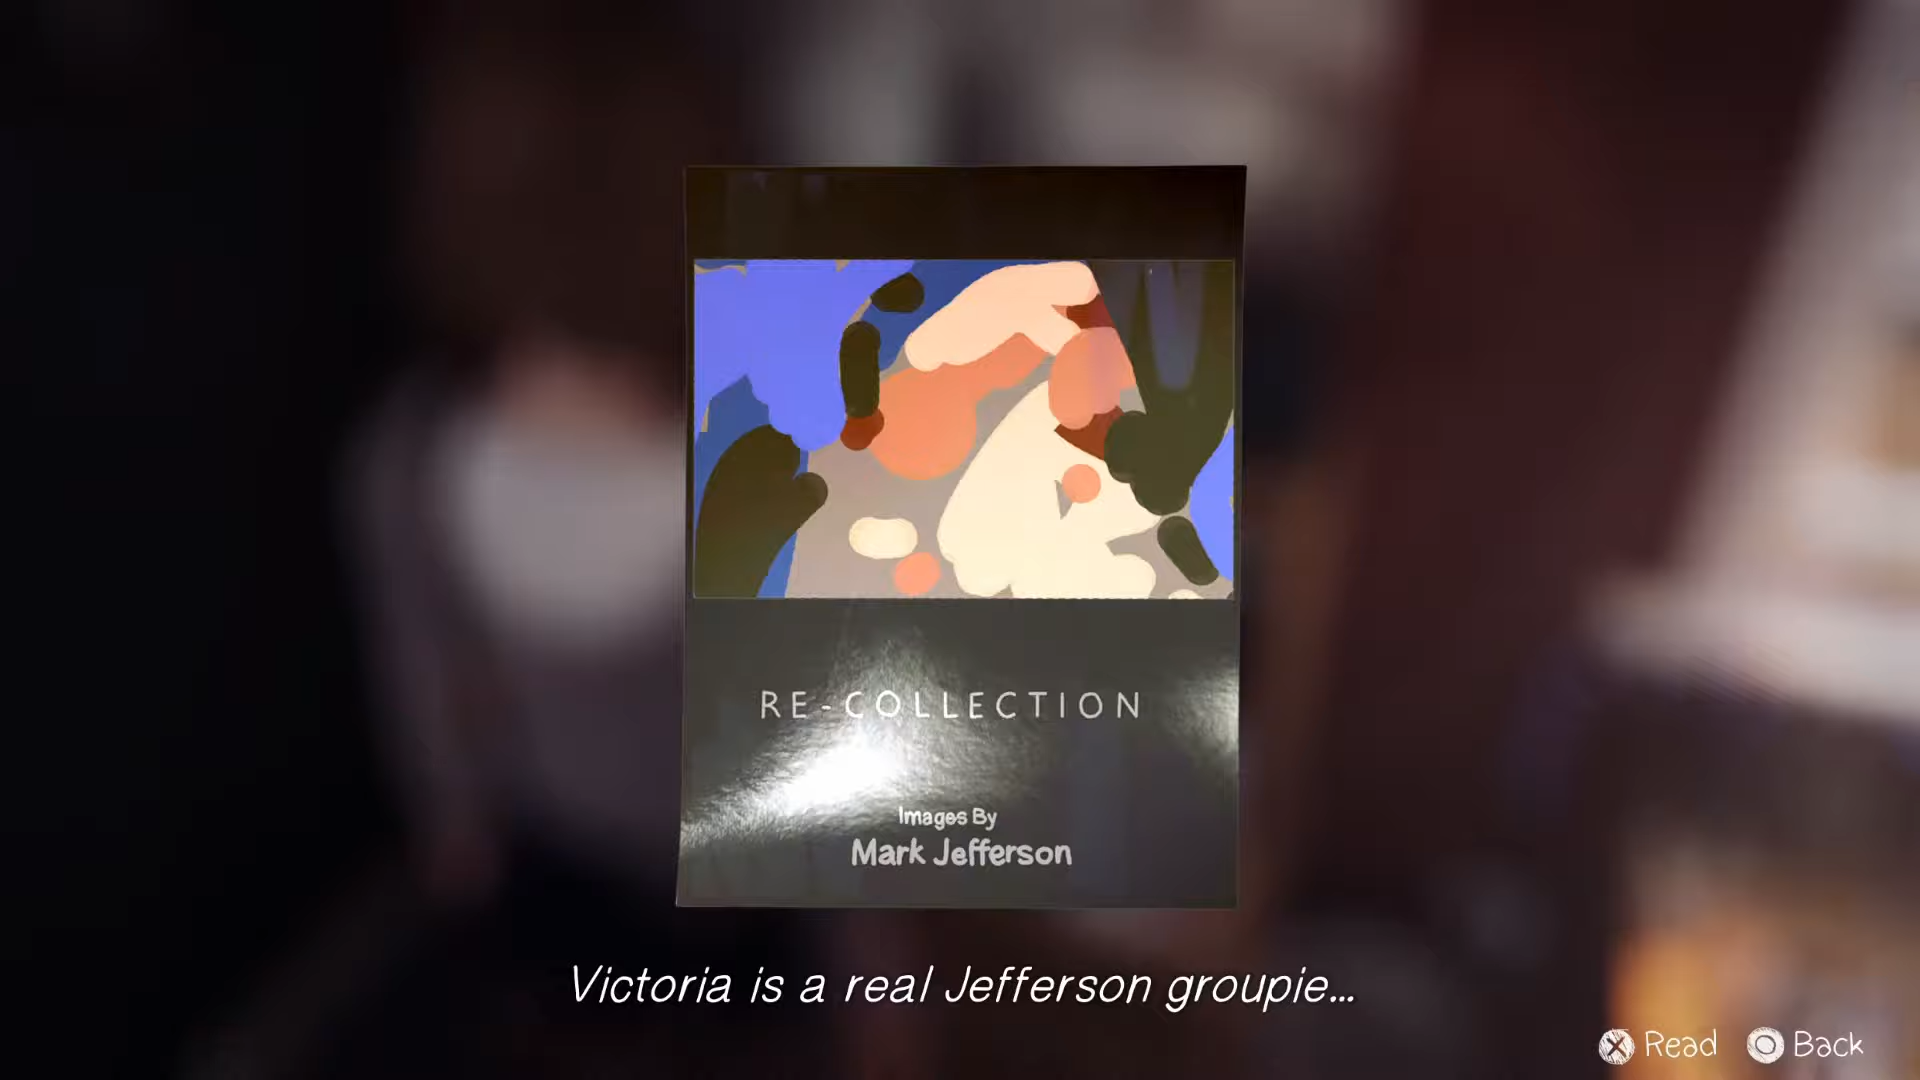 RE-COLLECTION
Images By
Mark Jefferson
Victoria is a real Jefferson groupie...
Read Back